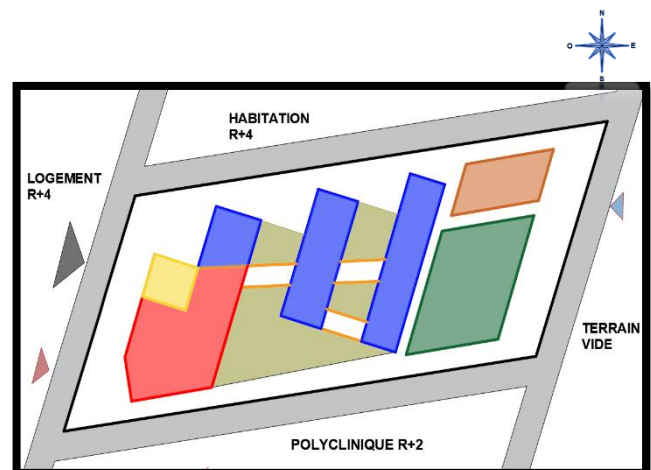 N
O
E
S
HABITATION
R+4
LOGEMENT
R+4
TERRAIN
VIDE
POLYCLINIQUE R+2